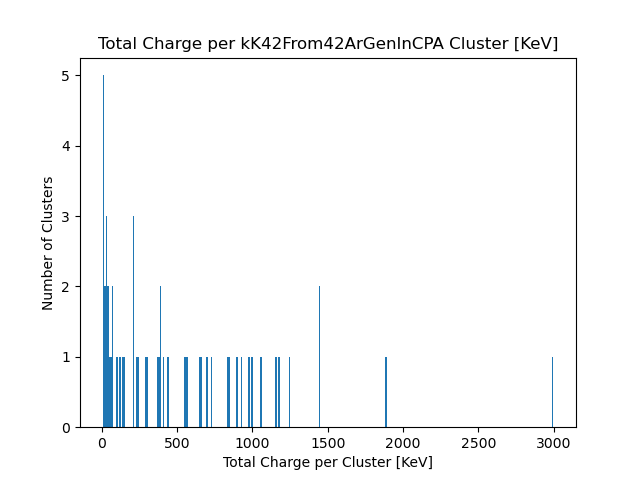 Total Charge per kK42From42ArGenInCPA Cluster [KeV]
5
4
3
2
1
0
Number of Clusters
0 500 1000 1500 2000 2500 3000
Total Charge per Cluster [KeV]